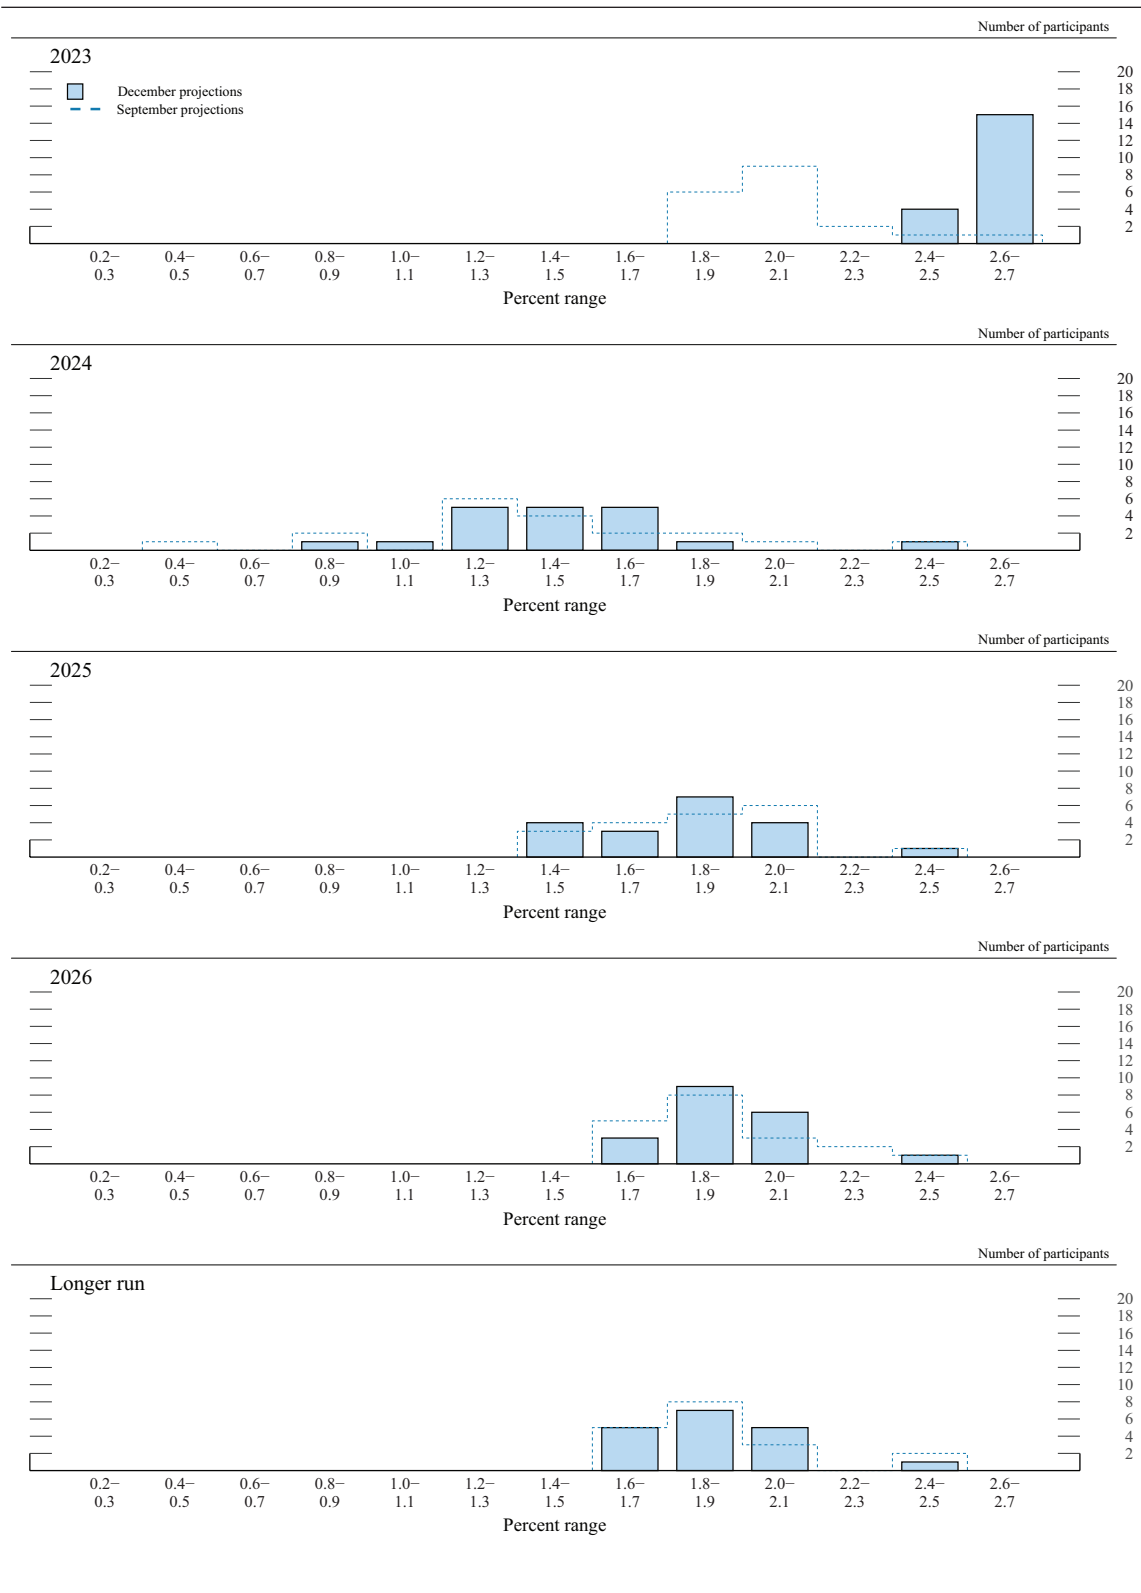 Number of participants
2023
December projections
September projections
20
18
16
14
12
10
8
6
4
2
0.2− 0.4− 0.6− 0.8− 1.0− 1.2− 1.4− 1.6− 1.8− 2.0− 2.2− 2.4− 2.6−
0.3 0.5 0.7 0.9 1.1 1.3 1.5 1.7 1.9 2.1 2.3 2.5 2.7
Percent range
Number of participants
2024
20
18
16
14
12
10
8
6
4
2
0.2− 0.4− 0.6− 0.8− 1.0− 1.2− 1.4− 1.6− 1.8− 2.0− 2.2− 2.4− 2.6−
0.3 0.5 0.7 0.9 1.1 1.3 1.5 1.7 1.9 2.1 2.3 2.5 2.7
Percent range
Number of participants
2025
20
18
16
14
12
10
8
6
4
2
0.2− 0.4− 0.6− 0.8− 1.0− 1.2− 1.4− 1.6− 1.8− 2.0− 2.2− 2.4− 2.6−
0.3 0.5 0.7 0.9 1.1 1.3 1.5 1.7 1.9 2.1 2.3 2.5 2.7
Percent range
Number of participants
2026
20
18
16
14
12
10
8
6
4
2
0.2− 0.4− 0.6− 0.8− 1.0− 1.2− 1.4− 1.6− 1.8− 2.0− 2.2− 2.4− 2.6−
0.3 0.5 0.7 0.9 1.1 1.3 1.5 1.7 1.9 2.1 2.3 2.5 2.7
Percent range
Number of participants
Longer run
20
18
16
14
12
10
8
6
4
2
0.2− 0.4− 0.6− 0.8− 1.0− 1.2− 1.4− 1.6− 1.8− 2.0− 2.2− 2.4− 2.6−
0.3 0.5 0.7 0.9 1.1 1.3 1.5 1.7 1.9 2.1 2.3 2.5 2.7
Percent range